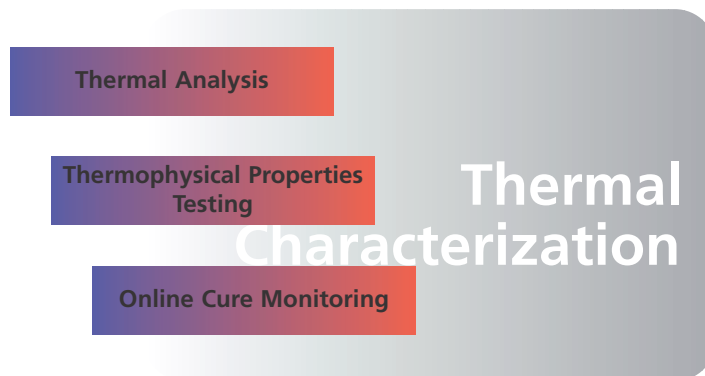 Thermal Analysis
Thermophysical Properties
Testing
Online Cure Monitoring
Thermal
Characterization